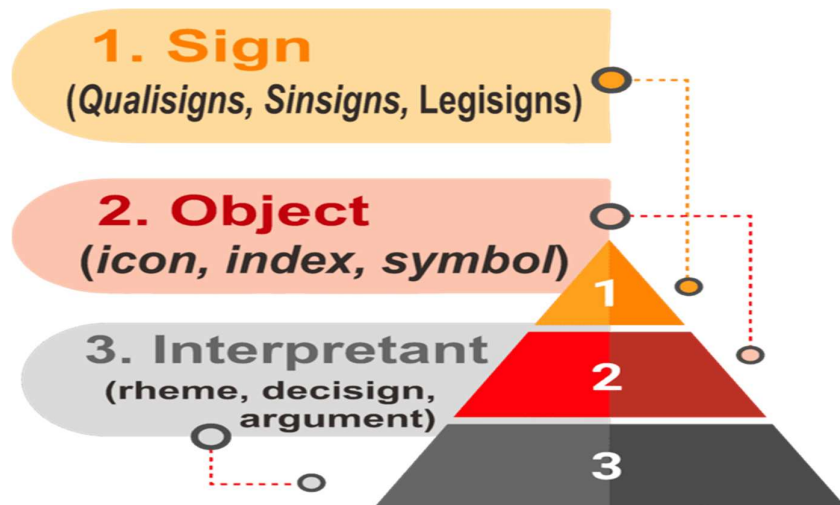 1. Sign
(Qualisigns, Sinsigns, Legisigns)
2. Object
(icon, index, symbol)
3. Interpretant
(rheme, decisign,
argument)
1
2
3